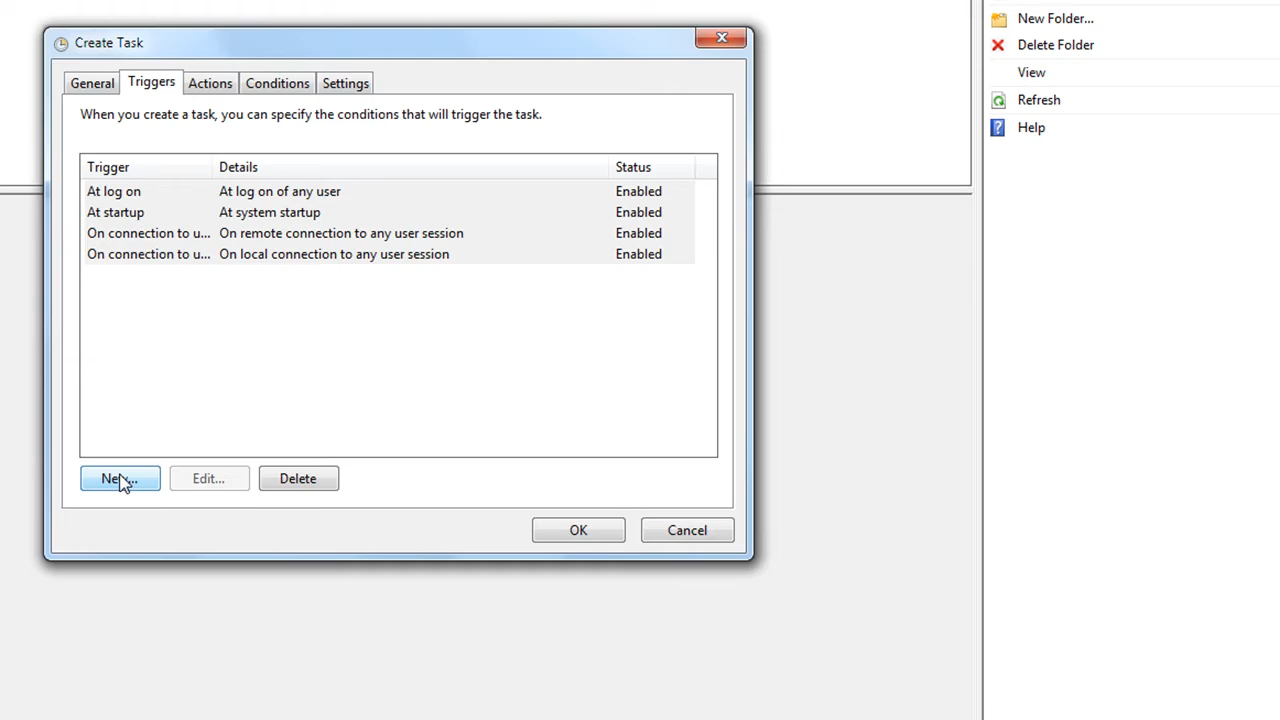 Create Task
General Triggers Actions Conditions Settings
When you create a task, you can specify the conditions that will trigger the task.
Trigger Details Status
At log on At log on of any user Enabled
At startup At system startup Enabled
On connection to u... On remote connection to any user session Enabled
On connection to u... On local connection to any user session Enabled
Edit... Delete
OK Cancel
New Folder...
Delete Folder
View
Refresh
Help